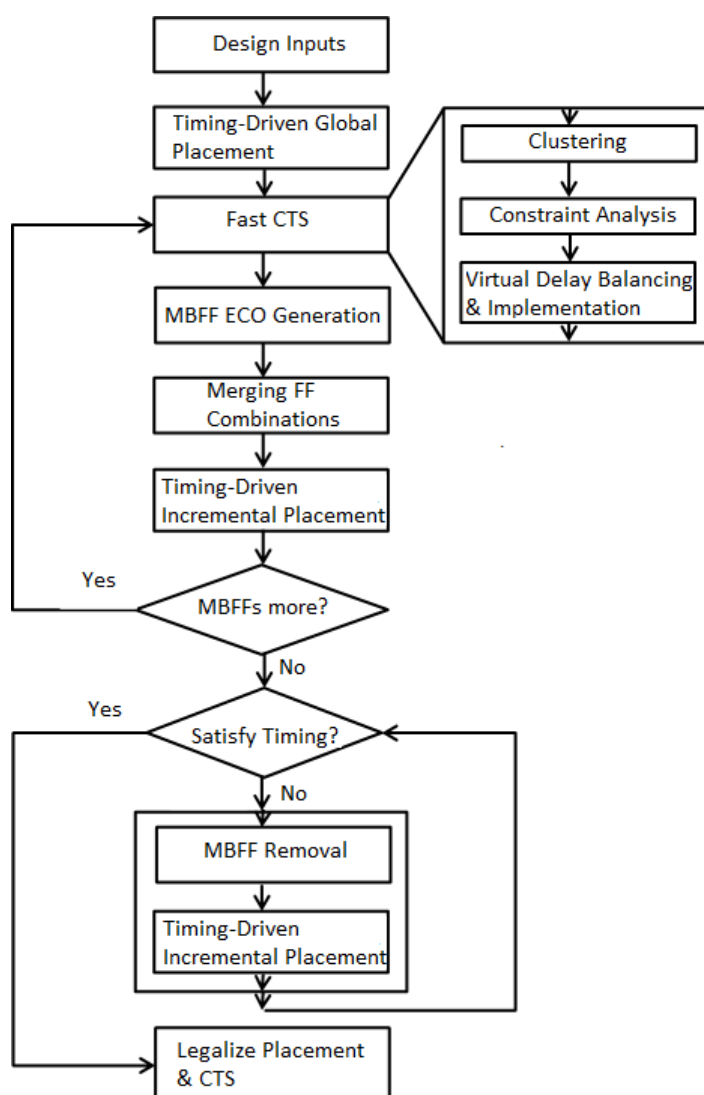 Design Inputs
Timing-Driven Global
Placement
Clustering
Fast CTS
Constraint Analysis
Virtual Delay Balancing
& Implementation
MBFF ECO Generation
Merging FF
Combinations
Timing-Driven
Incremental Placement
Yes
MBFFs more?
No
Yes
Satisfy Timing?
No
MBFF Removal
Timing-Driven
Incremental Placement
Legalize Placement
& CTS